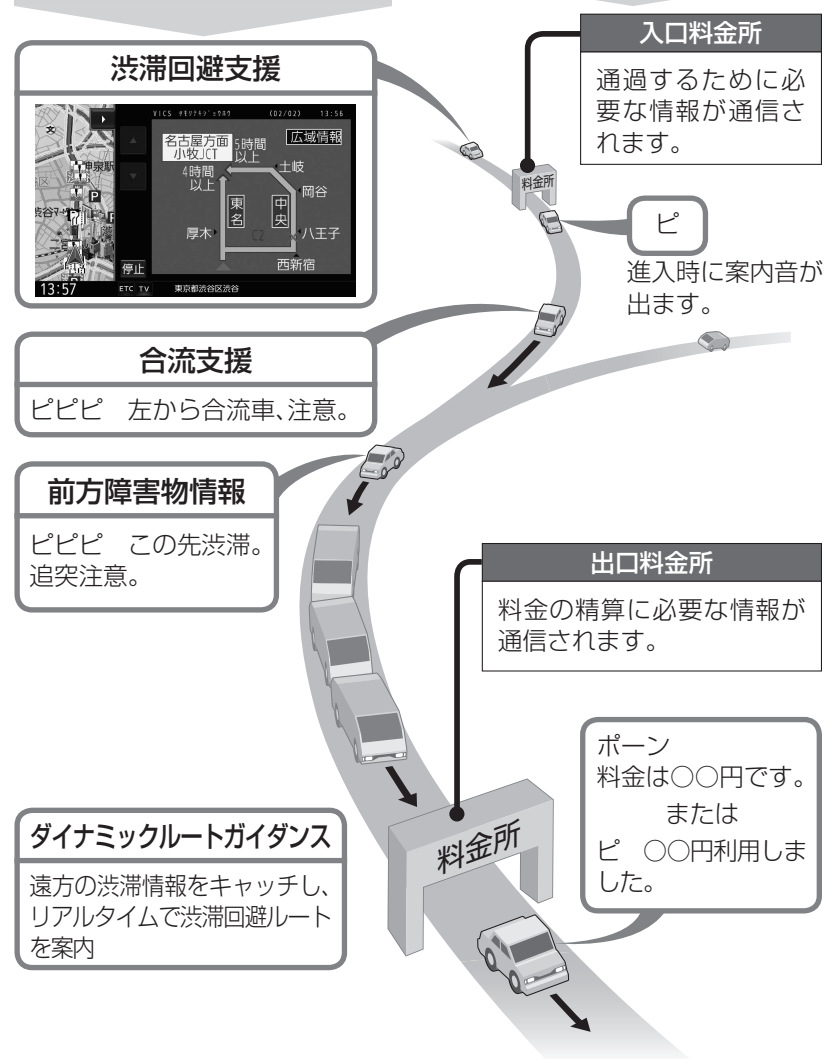 渋滞回避支援
VICS
(D2/02) 13:56
名古屋方面
小牧JCT
5時間
以上
広域情報
4時間
以上
土岐
岡谷
東名
中央
厚木
八王子
西新宿
神泉駅
P
P
停止
13:57
ETC TV
東京都渋谷区渋谷
入口料金所
通過するために必
要な情報が通信さ
れます。
料金所
ピ
進入時に案内音が
出ます。
合流支援
ピピピ 左から合流車、注意。
前方障害物情報
ピピピ この先渋滞。
追突注意。
出口料金所
料金の精算に必要な情報が
通信されます。
ポーン
料金は○○円です。
または
ピ ○○円利用しま
した。
料金所
ダイナミックルートガイダンス
遠方の渋滞情報をキャッチし、
リアルタイムで渋滞回避ルート
を案内